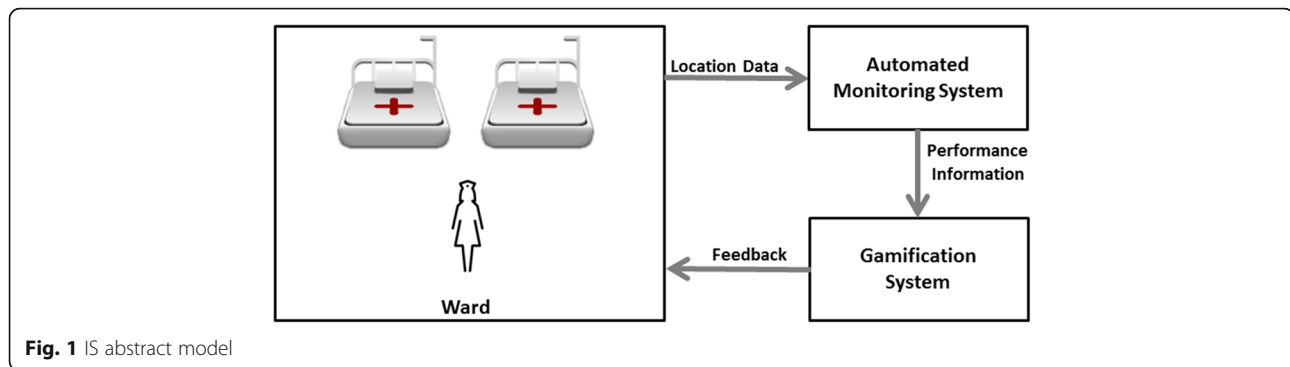 Location Data
Automated
Monitoring System
Performance
Information
Gamification
System
Feedback
Ward
Fig. 1 IS abstract model